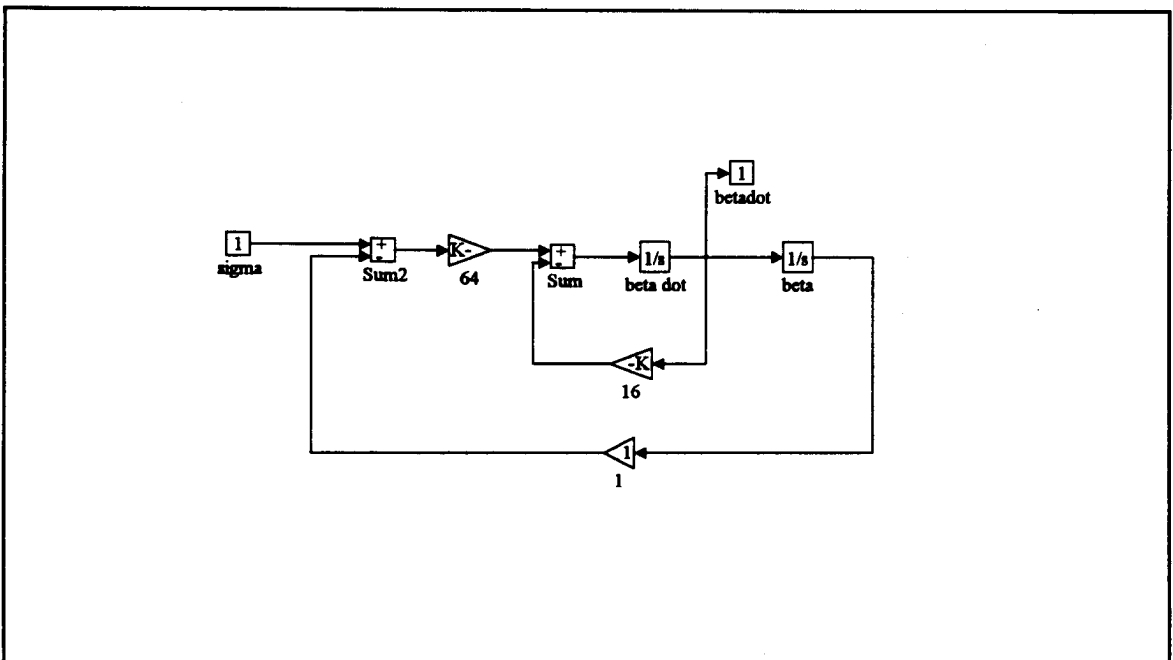 1
betadot
1
sigma
+
-
Sum2
K-
64
+
-
Sum
1/s
beta dot
1/s
beta
-K
16
1
1